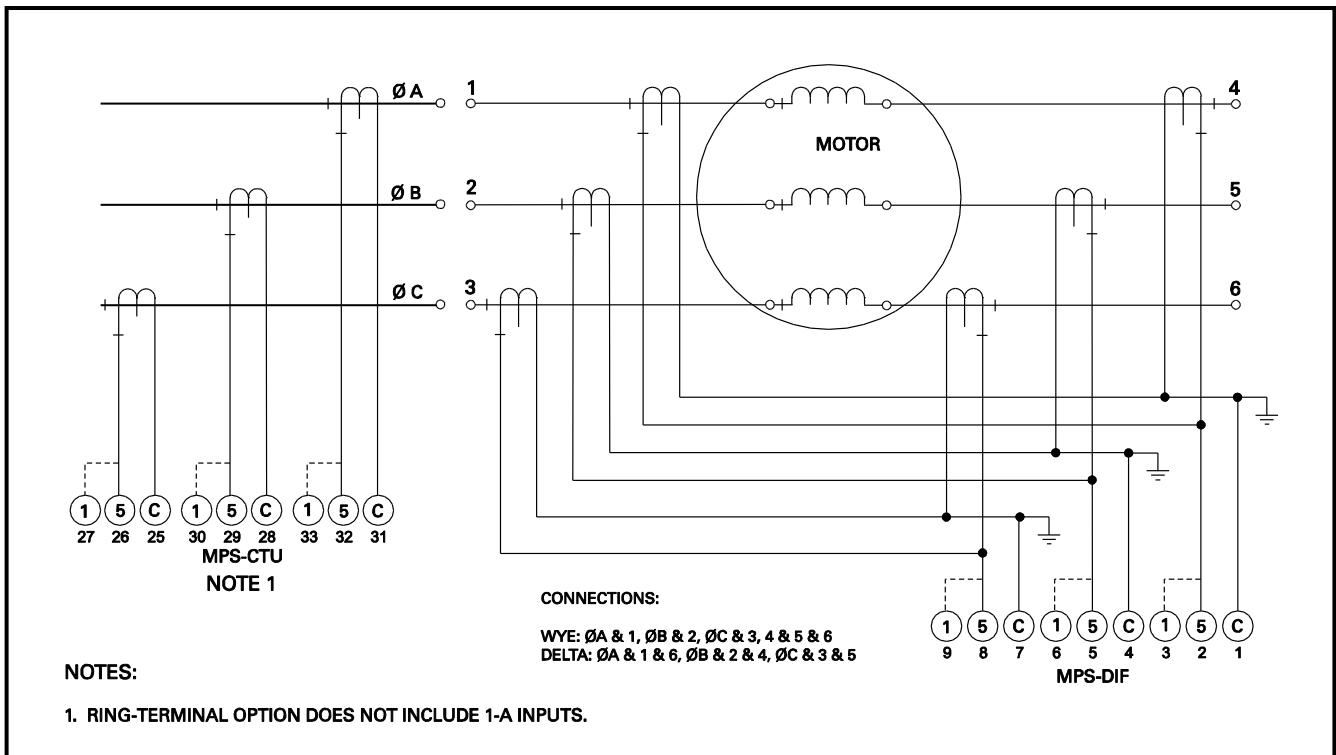 Ø A 1 4
MOTOR
Ø B 2 5
Ø C 3 6
1 5 C 1 5 C 1 5 C
27 26 25 30 29 28 33 32 31
MPS-CTU
NOTE 1
CONNECTIONS:
WYE: ØA & 1, ØB & 2, ØC & 3, 4 & 5 & 6
DELTA: ØA & 1 & 6, ØB & 2 & 4, ØC & 3 & 5
1 5 C 1 5 C 1 5 C
9 8 7 6 5 4 3 2 1
MPS-DIF
NOTES:
1. RING-TERMINAL OPTION DOES NOT INCLUDE 1-A INPUTS.